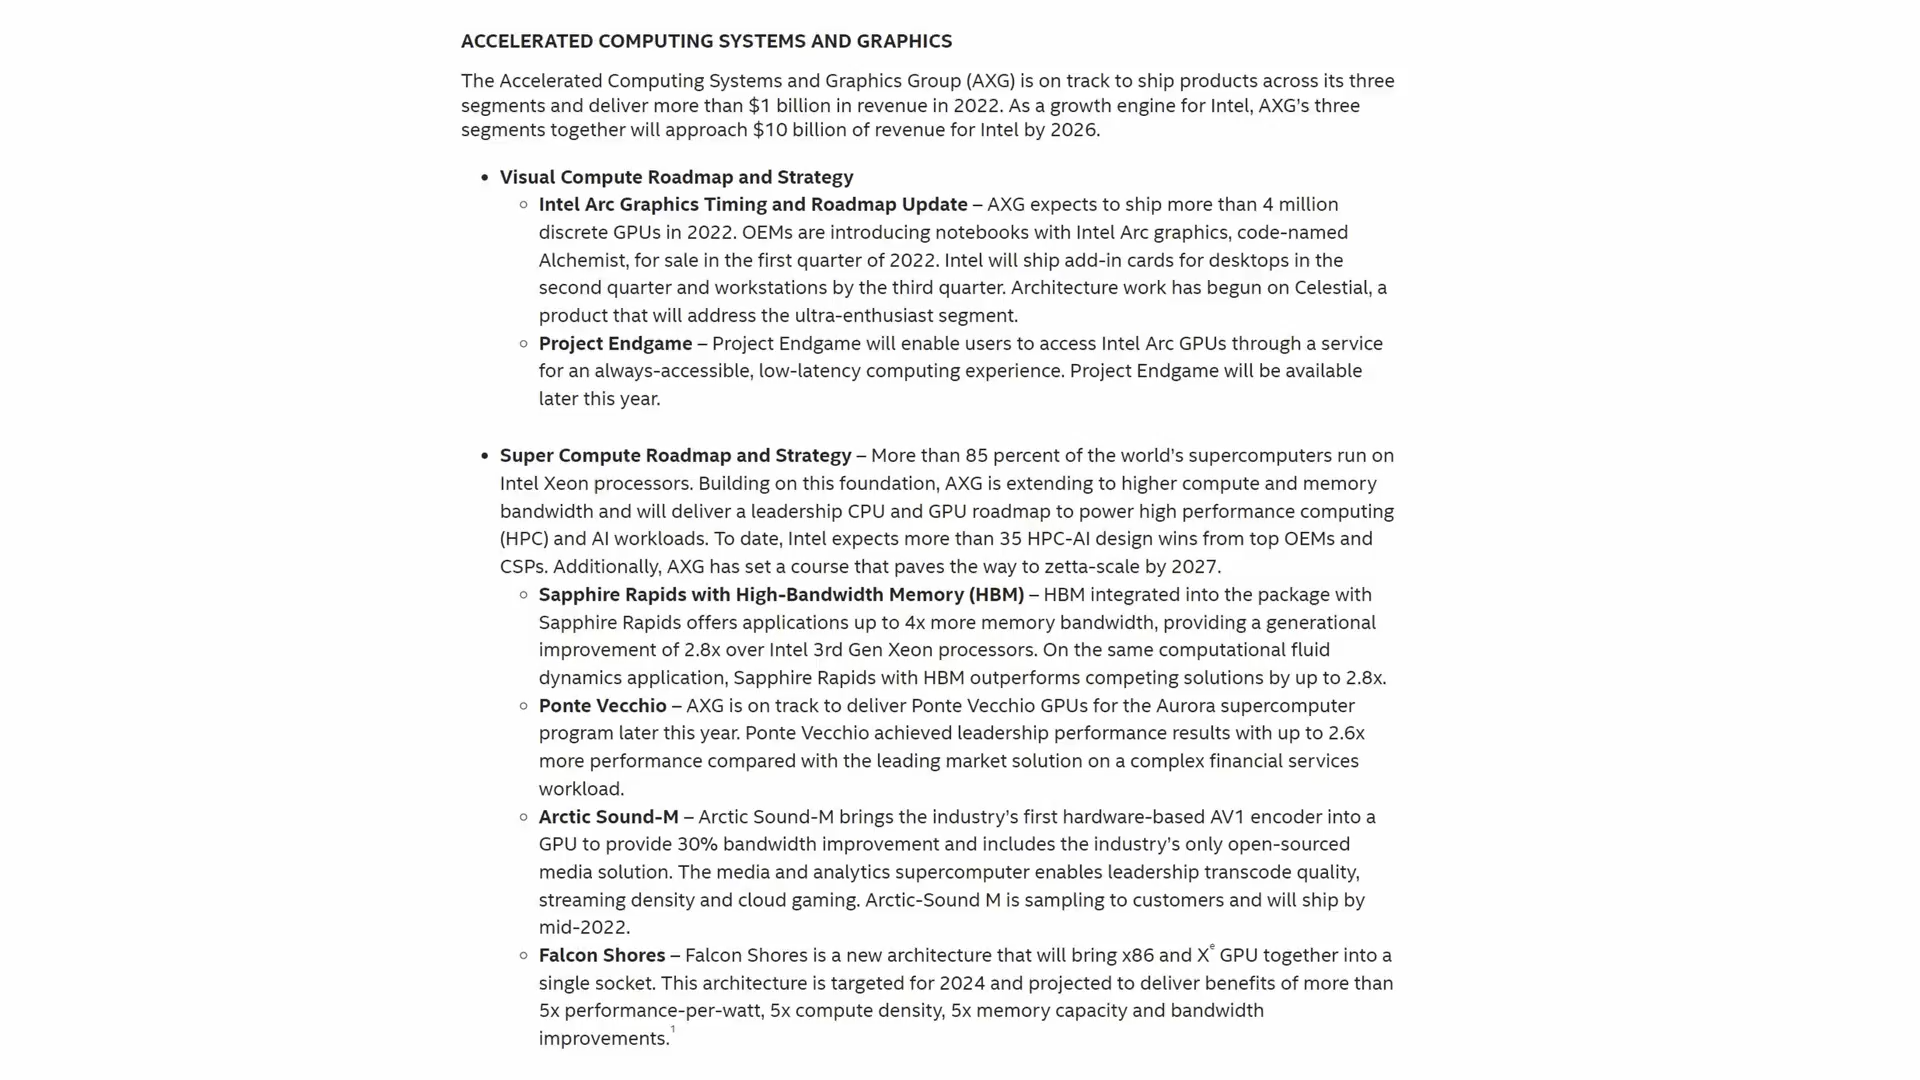 ACCELERATED COMPUTING SYSTEMS AND GRAPHICS
The Accelerated Computing Systems and Graphics Group (AXG) is on track to ship products across its three
segments and deliver more than $1 billion in revenue in 2022. As a growth engine for Intel, AXG’s three
segments together will approach $10 billion of revenue for Intel by 2026.
• Visual Compute Roadmap and Strategy
◦ Intel Arc Graphics Timing and Roadmap Update – AXG expects to ship more than 4 million
discrete GPUs in 2022. OEMs are introducing notebooks with Intel Arc graphics, code-named
Alchemist, for sale in the first quarter of 2022. Intel will ship add-in cards for desktops in the
second quarter and workstations by the third quarter. Architecture work has begun on Celestial, a
product that will address the ultra-enthusiast segment.
◦ Project Endgame – Project Endgame will enable users to access Intel Arc GPUs through a service
for an always-accessible, low-latency computing experience. Project Endgame will be available
later this year.
• Super Compute Roadmap and Strategy – More than 85 percent of the world’s supercomputers run on
Intel Xeon processors. Building on this foundation, AXG is extending to higher compute and memory
bandwidth and will deliver a leadership CPU and GPU roadmap to power high performance computing
(HPC) and AI workloads. To date, Intel expects more than 35 HPC-AI design wins from top OEMs and
CSPs. Additionally, AXG has set a course that paves the way to zetta-scale by 2027.
◦ Sapphire Rapids with High-Bandwidth Memory (HBM) – HBM integrated into the package with
Sapphire Rapids offers applications up to 4x more memory bandwidth, providing a generational
improvement of 2.8x over Intel 3rd Gen Xeon processors. On the same computational fluid
dynamics application, Sapphire Rapids with HBM outperforms competing solutions by up to 2.8x.
◦ Ponte Vecchio – AXG is on track to deliver Ponte Vecchio GPUs for the Aurora supercomputer
program later this year. Ponte Vecchio achieved leadership performance results with up to 2.6x
more performance compared with the leading market solution on a complex financial services
workload.
◦ Arctic Sound-M – Arctic Sound-M brings the industry’s first hardware-based AV1 encoder into a
GPU to provide 30% bandwidth improvement and includes the industry’s only open-sourced
media solution. The media and analytics supercomputer enables leadership transcode quality,
streaming density and cloud gaming. Arctic-Sound M is sampling to customers and will ship by
mid-2022.
◦ Falcon Shores – Falcon Shores is a new architecture that will bring x86 and Xᵉ GPU together into a
single socket. This architecture is targeted for 2024 and projected to deliver benefits of more than
5x performance-per-watt, 5x compute density, 5x memory capacity and bandwidth
improvements.¹